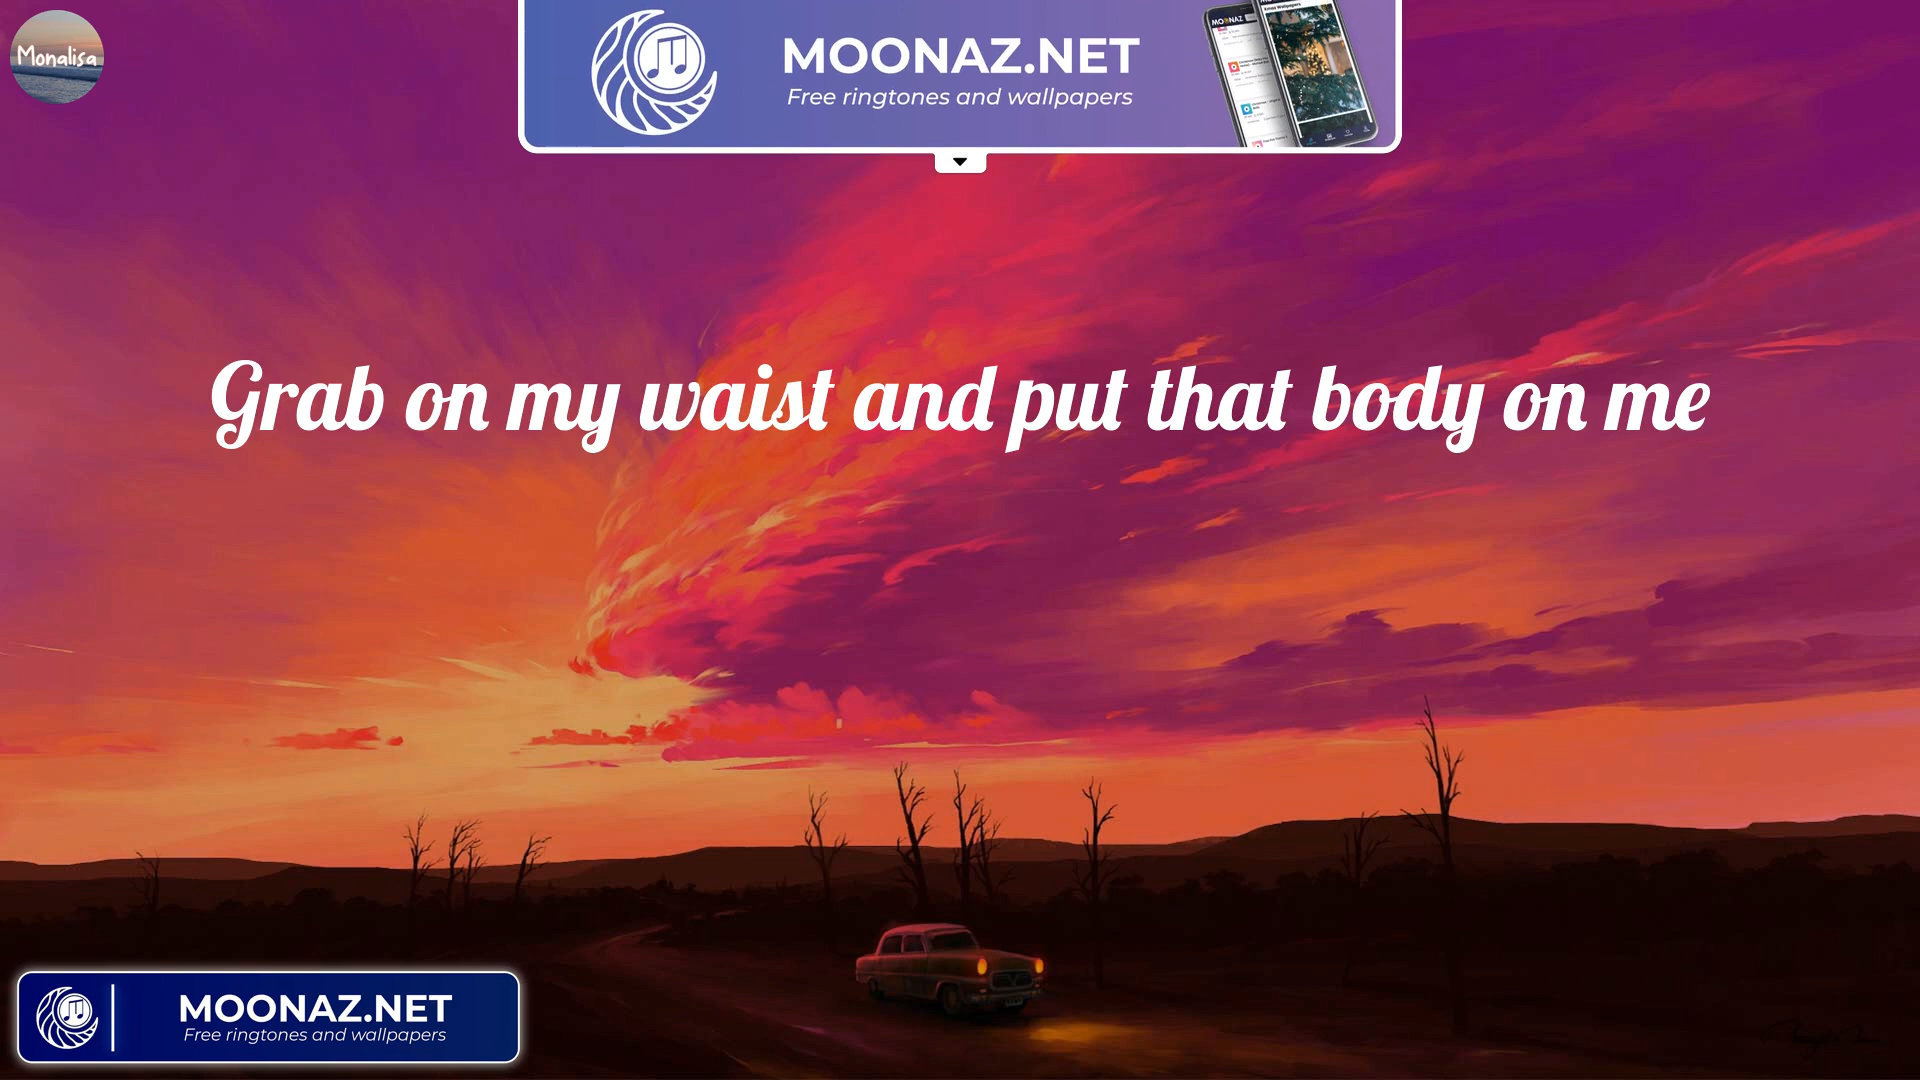 Monalisa
MOONAZ.NET
Free ringtones and wallpapers
Grab on my waist and put that body on me
MOONAZ.NET
Free ringtones and wallpapers